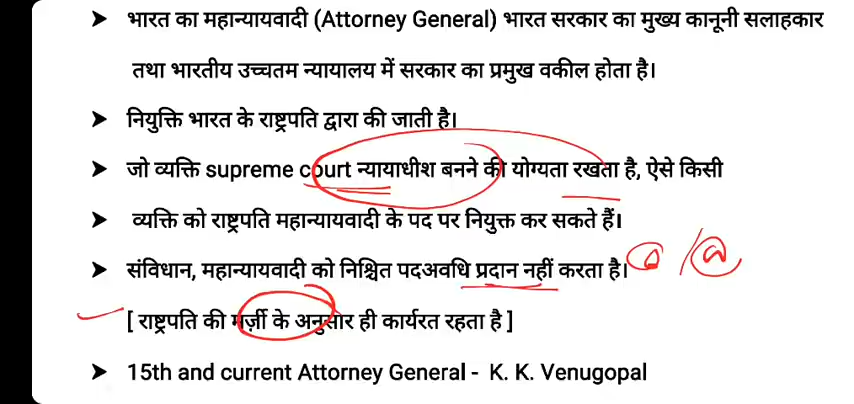 ➤ भारत का महान्यायवादी (Attorney General) भारत सरकार का मुख्य कानूनी सलाहकार
तथा भारतीय उच्चतम न्यायालय में सरकार का प्रमुख वकील होता है।
➤ नियुक्ति भारत के राष्ट्रपति द्वारा की जाती है।
➤ जो व्यक्ति supreme court न्यायाधीश बनने की योग्यता रखता है, ऐसे किसी
➤ व्यक्ति को राष्ट्रपति महान्यायवादी के पद पर नियुक्त कर सकते हैं।
➤ संविधान, महान्यायवादी को निश्चित पदअवधि प्रदान नहीं करता है।
[ राष्ट्रपति की मर्ज़ी के अनुसार ही कार्यरत रहता है ]
➤ 15th and current Attorney General - K. K. Venugopal